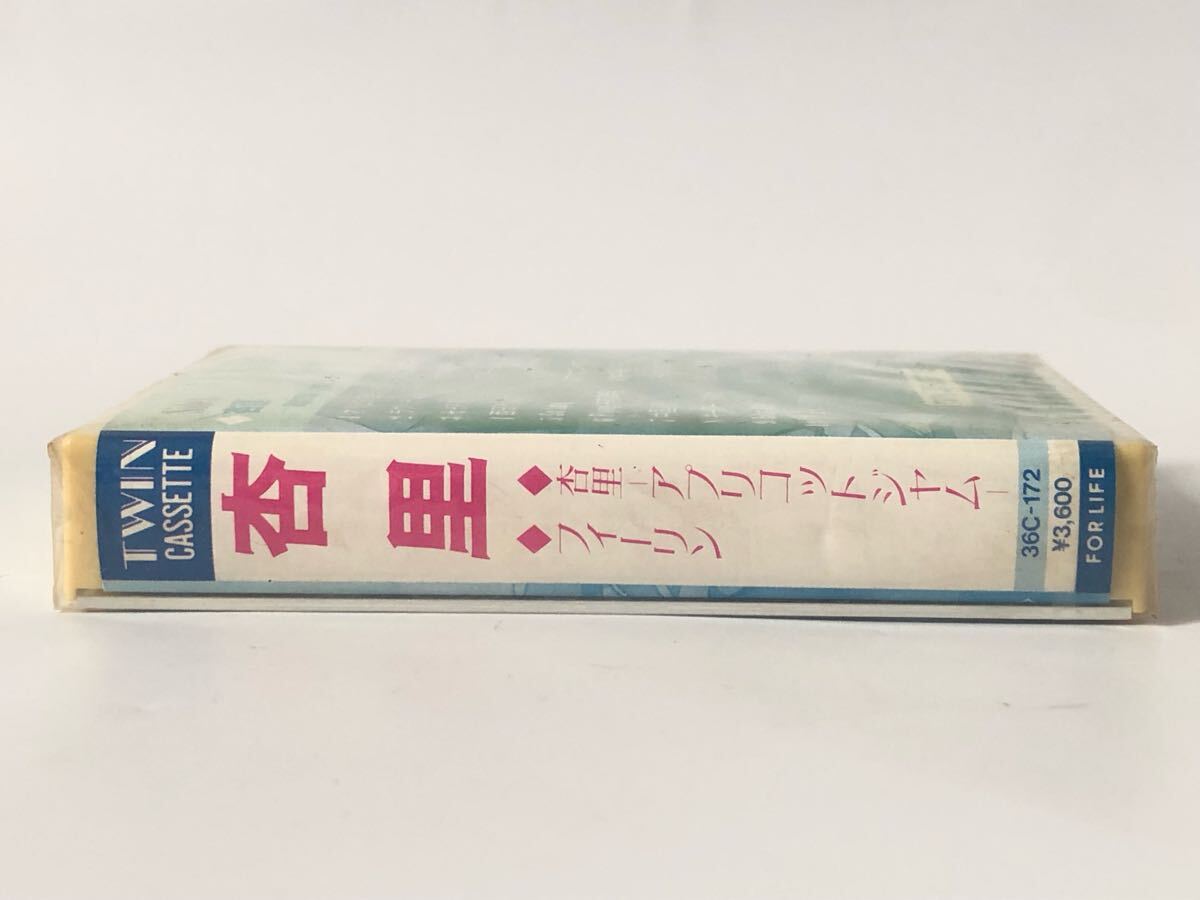 TWIN
CASSETTE
杏里
◆杏里-アプリコットジャム-
◆フィーリン
36C-172
¥3,600
FOR LIFE